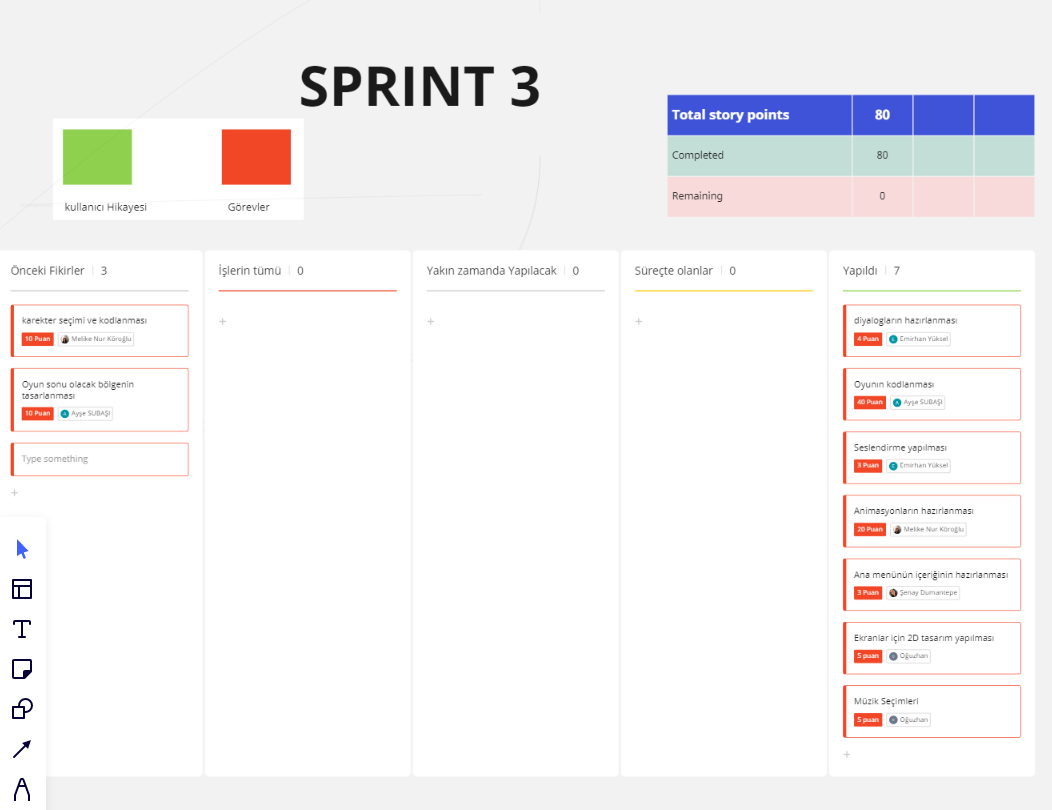 SPRINT 3
kullanıcı Hikayesi
Görevler
Total story points 80
Completed 80
Remaining 0
Önceki Fikirler 3
karekter seçimi ve kodlanması
10 Puan Melike Nur Köroğlu
Oyun sonu olacak bölgenin
tasarlanması
10 Puan Ayşe SUBAŞI
Type something
İşlerin tümü 0
Yakın zamanda Yapılacak 0
Süreçte olanlar 0
Yapıldı 7
diyalogların hazırlanması
4 Puan Emirhan Yüksel
Oyunın kodlanması
40 Puan Ayşe SUBAŞI
Seslendirme yapılması
3 Puan Emirhan Yüksel
Animasyonların hazırlanması
20 Puan Melike Nur Köroğlu
Ana menünün içeriğinin hazırlanması
3 Puan Şenay Dumantepe
Ekranlar için 2D tasarım yapılması
5 puan Oğuzhan
Müzik Seçimleri
5 puan Oğuzhan